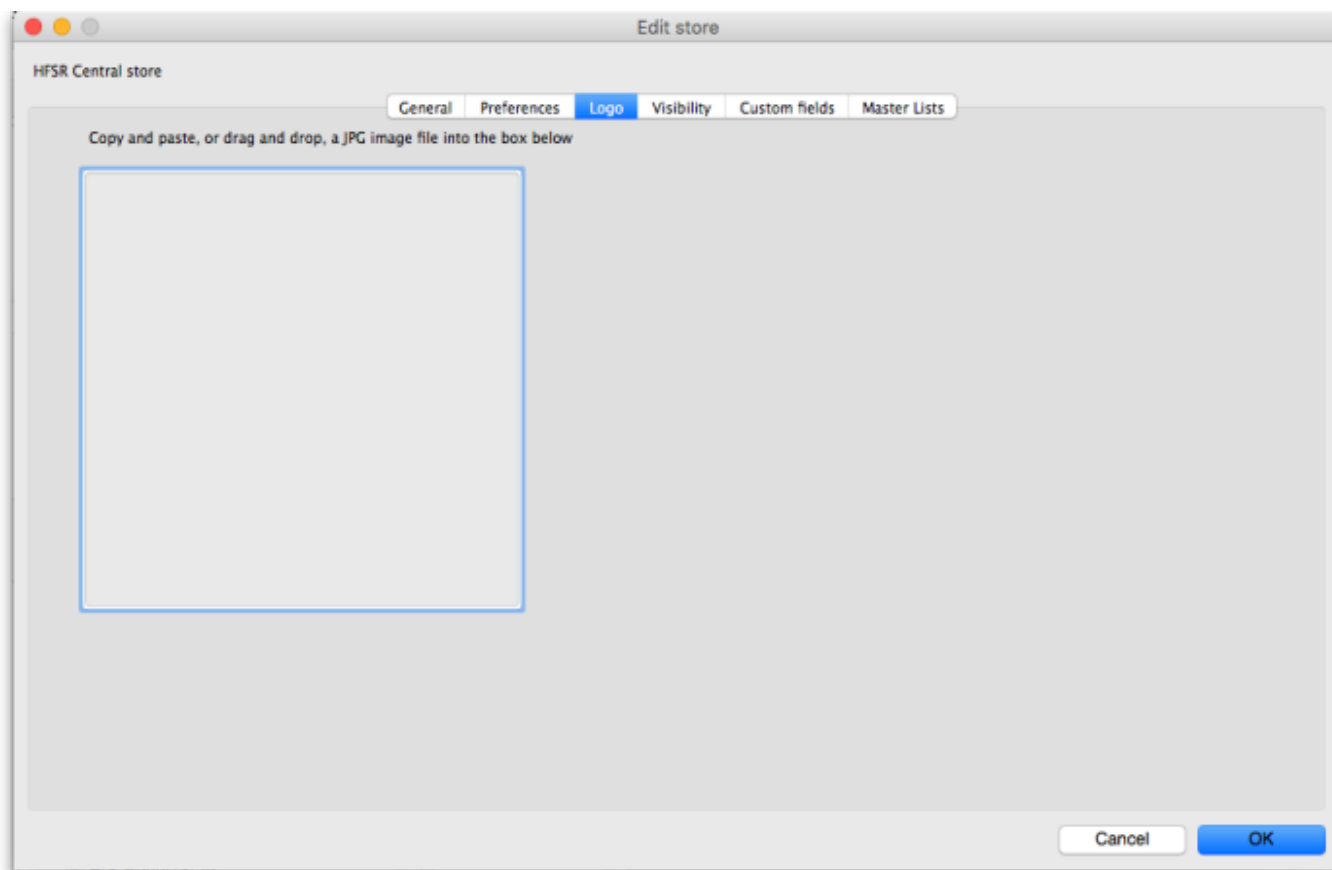 Edit store
HFSR Central store
General Preferences Logo Visibility Custom fields Master Lists
Copy and paste, or drag and drop, a JPG image file into the box below
Cancel OK